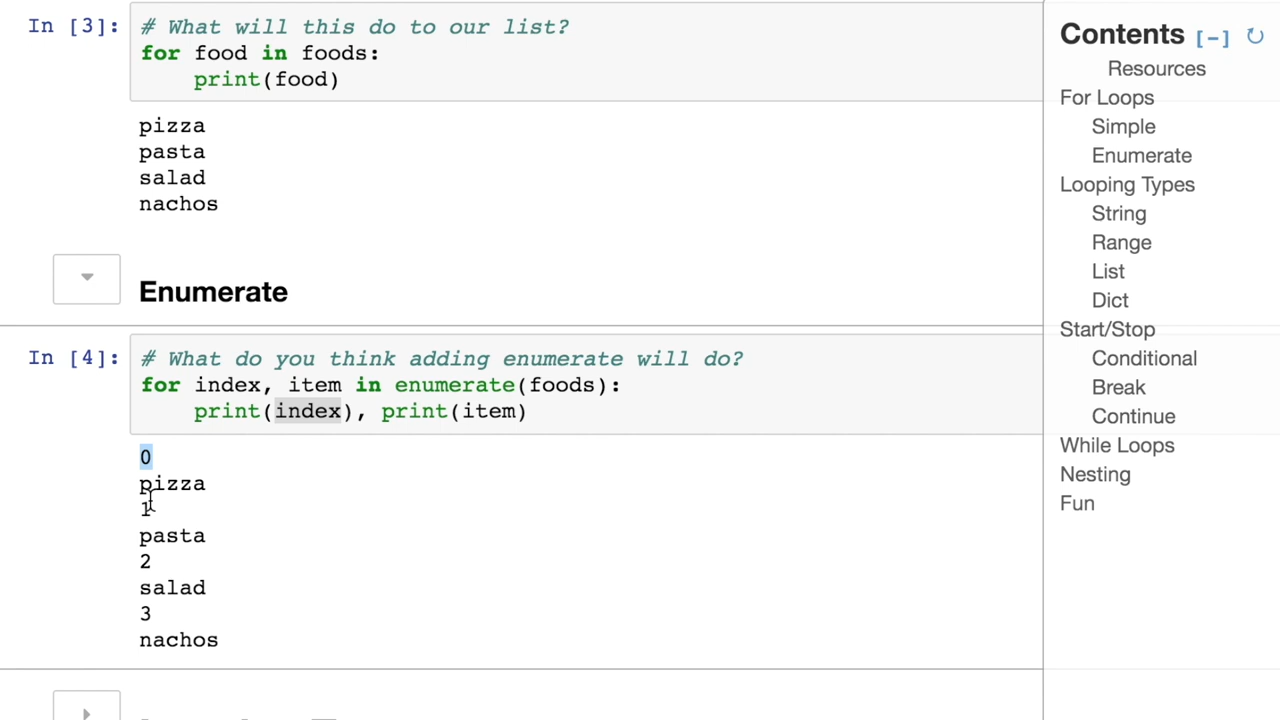 In [3]:
# What will this do to our list?
for food in foods:
    print(food)
pizza
pasta
salad
nachos
Enumerate
In [4]:
# What do you think adding enumerate will do?
for index, item in enumerate(foods):
    print(index), print(item)
0
pizza
1
pasta
2
salad
3
nachos
Contents [-]
Resources
For Loops
Simple
Enumerate
Looping Types
String
Range
List
Dict
Start/Stop
Conditional
Break
Continue
While Loops
Nesting
Fun